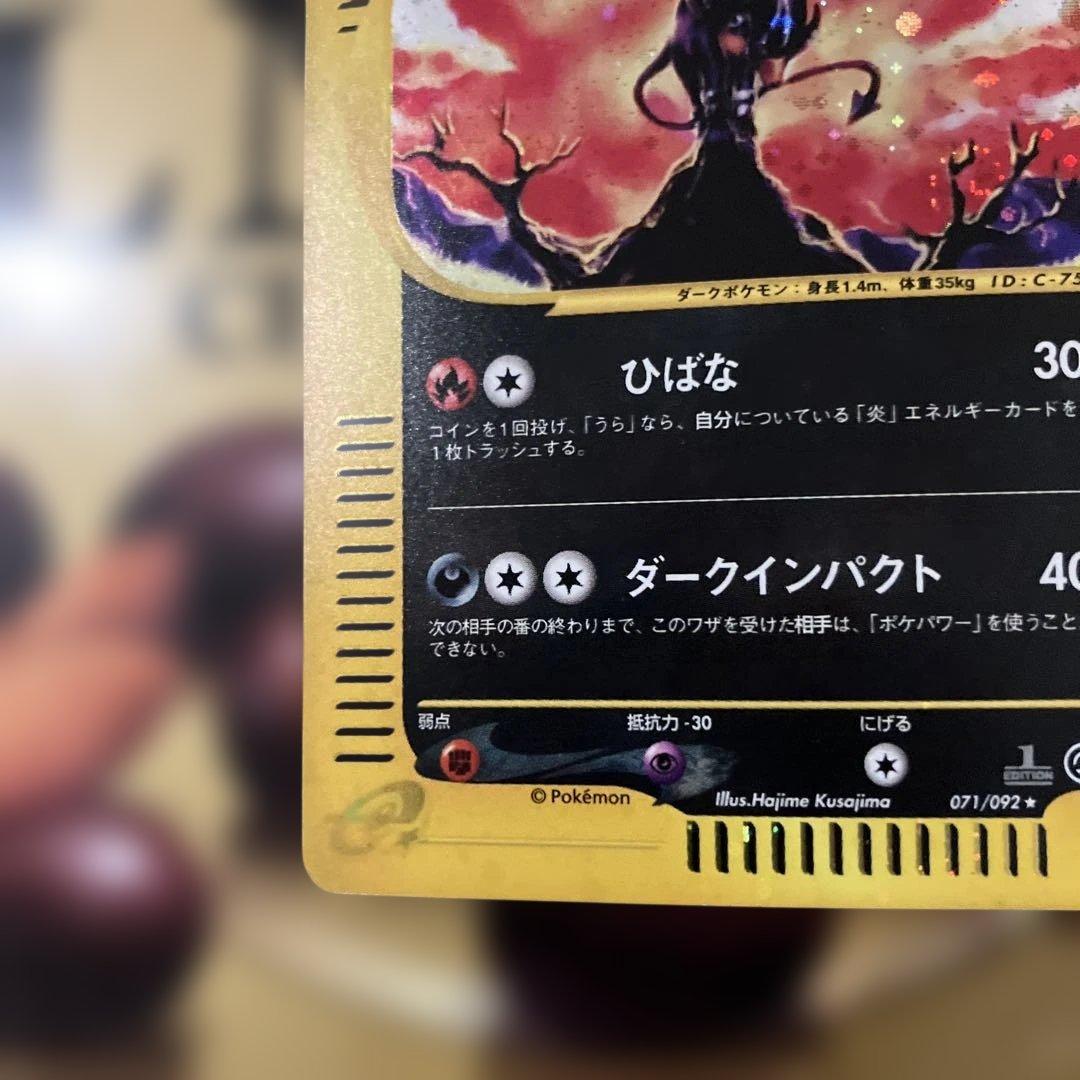 ダークポケモン：身長1.4m、体重35kg ID：C-75
ひばな 30
コインを1回投げ、「うら」なら、自分についている「炎」エネルギーカードを
1枚トラッシュする。
ダークインパクト 40
次の相手の番の終わりまで、このワザを受けた相手は、「ポケパワー」を使うこと
できない。
弱点 抵抗力 -30 にげる
1 EDITION
©Pokémon Illus.Hajime Kusajima 071/092★